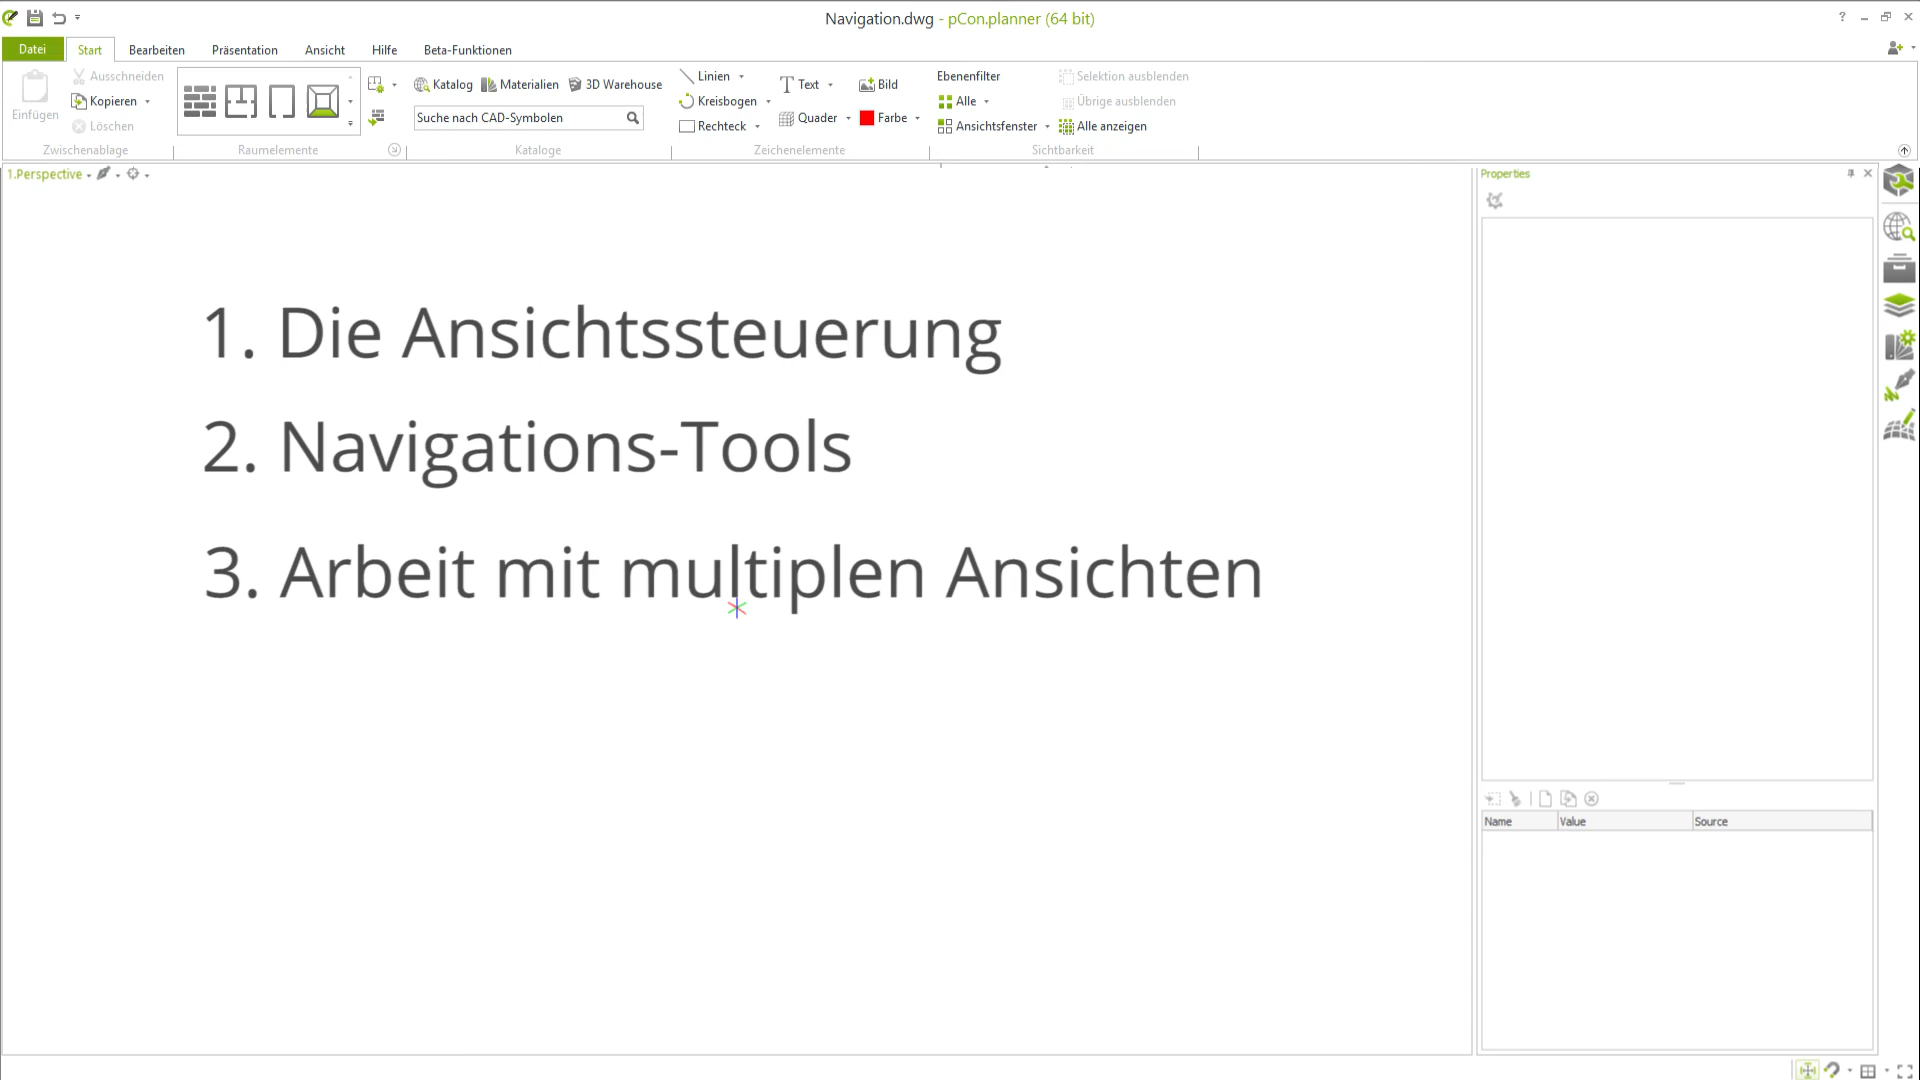 Navigation.dwg - pCon.planner (64 bit)
Datei Start Bearbeiten Präsentation Ansicht Hilfe Beta-Funktionen
Einfügen
Ausschneiden
Kopieren
Löschen
Zwischenablage
Raumelemente
Katalog Materialien 3D Warehouse
Suche nach CAD-Symbolen
Kataloge
Linien
Kreisbogen
Rechteck
Text
Quader
Bild
Farbe
Zeichenelemente
Ebenenfilter
Alle
Ansichtsfenster
Selektion ausblenden
Übrige ausblenden
Alle anzeigen
Sichtbarkeit
1.Perspective
Properties
1. Die Ansichtssteuerung
2. Navigations-Tools
3. Arbeit mit multiplen Ansichten
Name Value Source